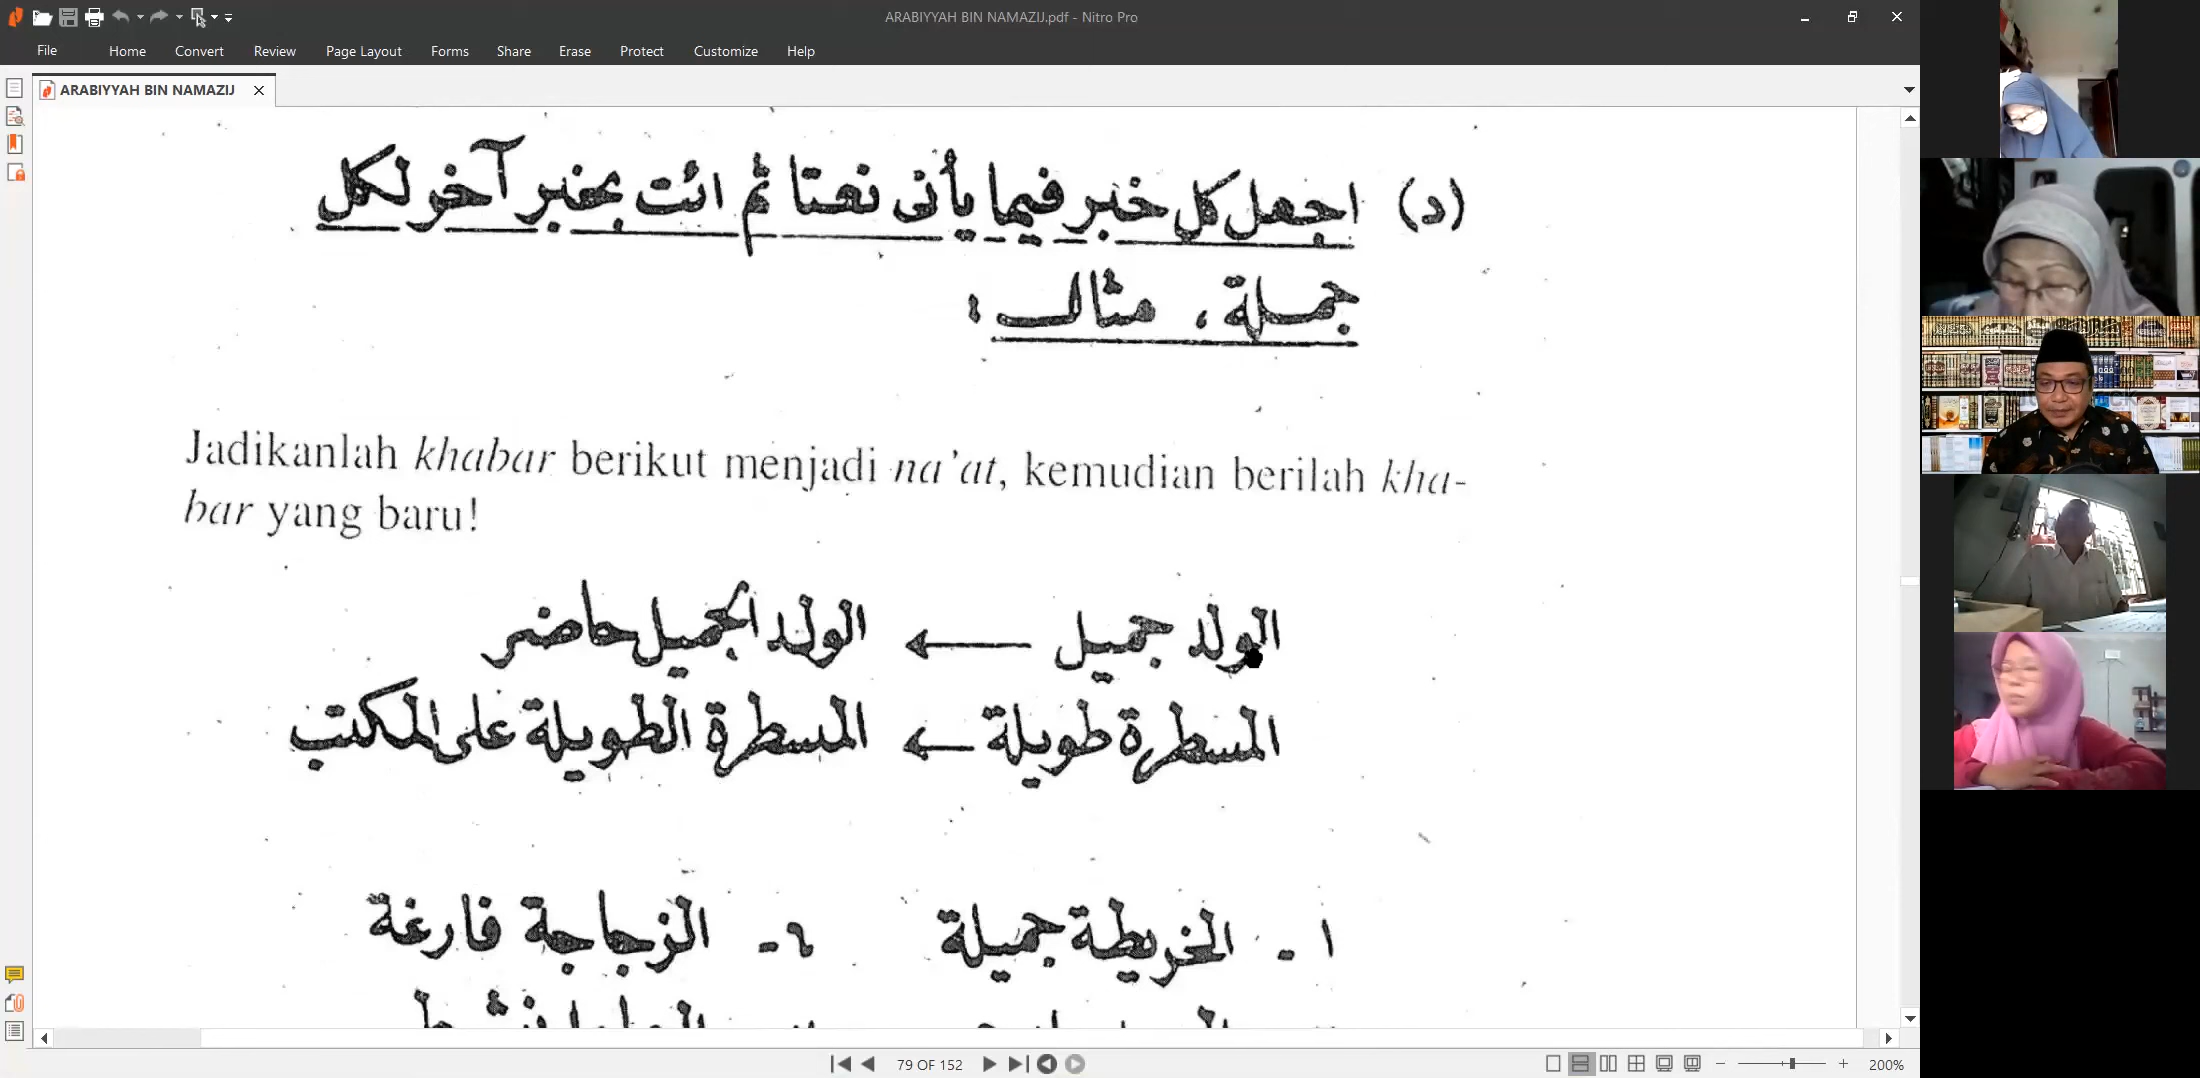 ARABIYYAH BIN NAMAZIJ.pdf - Nitro Pro
File Home Convert Review Page Layout Forms Share Erase Protect Customize Help
ARABIYYAH BIN NAMAZIJ
(د) اجعل كل خبر فيما يأتى نعتا ثم ائت بخبر آخر لكل
جملة ، مثال :
Jadikanlah khabar berikut menjadi na'at, kemudian berilah kha-
bar yang baru!
الولد جميل ← الولد الجميل حاضر
المسطرة طويلة ← المسطرة الطويلة على المكتب
١ - الخريطة جميلة ٦ - الزجاجة فارغة
79 OF 152
200%